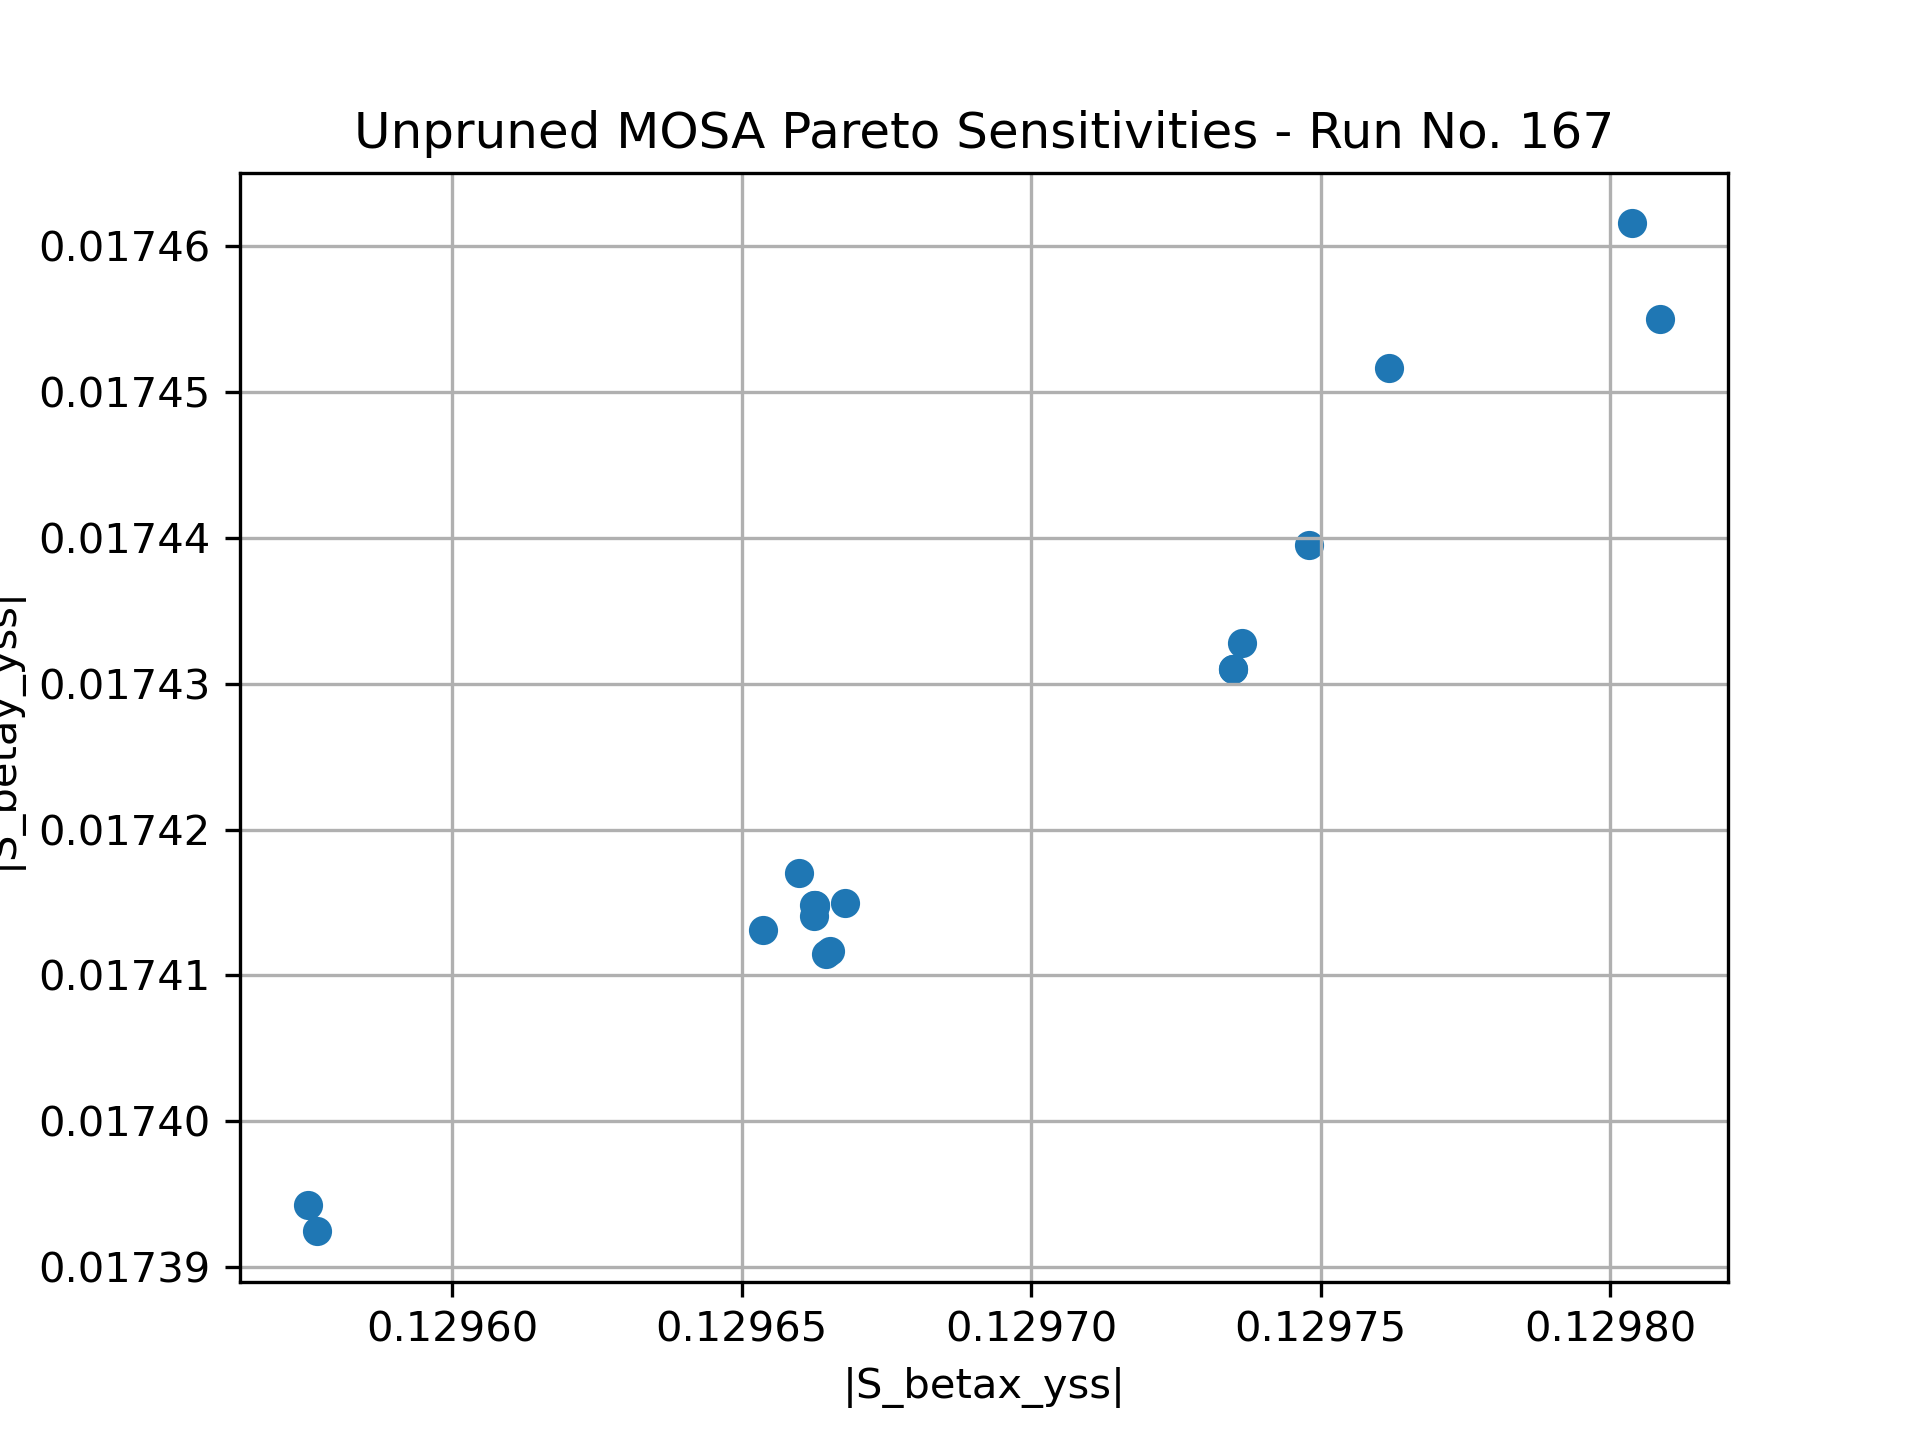 Unpruned MOSA Pareto Sensitivities - Run No. 167
0.01746
0.01745
0.01744
0.01743
0.01742
0.01741
0.01740
0.01739
|S_betay_yss|
0.12960 0.12965 0.12970 0.12975 0.12980
|S_betax_yss|